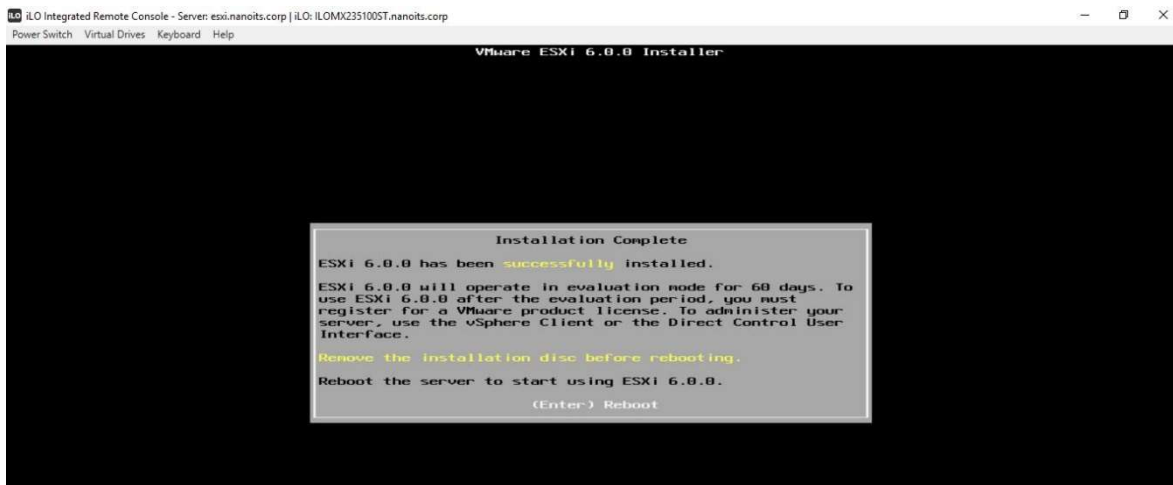 iLO Integrated Remote Console - Server: esxi.nanoits.corp | iLO: ILOMX235100ST.nanoits.corp
Power Switch Virtual Drives Keyboard Help
VMware ESXi 6.0.0 Installer
Installation Complete
ESXi 6.0.0 has been successfully installed.
ESXi 6.0.0 will operate in evaluation mode for 60 days. To
use ESXi 6.0.0 after the evaluation period, you must
register for a VMware product license. To administer your
server, use the vSphere Client or the Direct Control User
Interface.
Remove the installation disc before rebooting.
Reboot the server to start using ESXi 6.0.0.
(Enter) Reboot